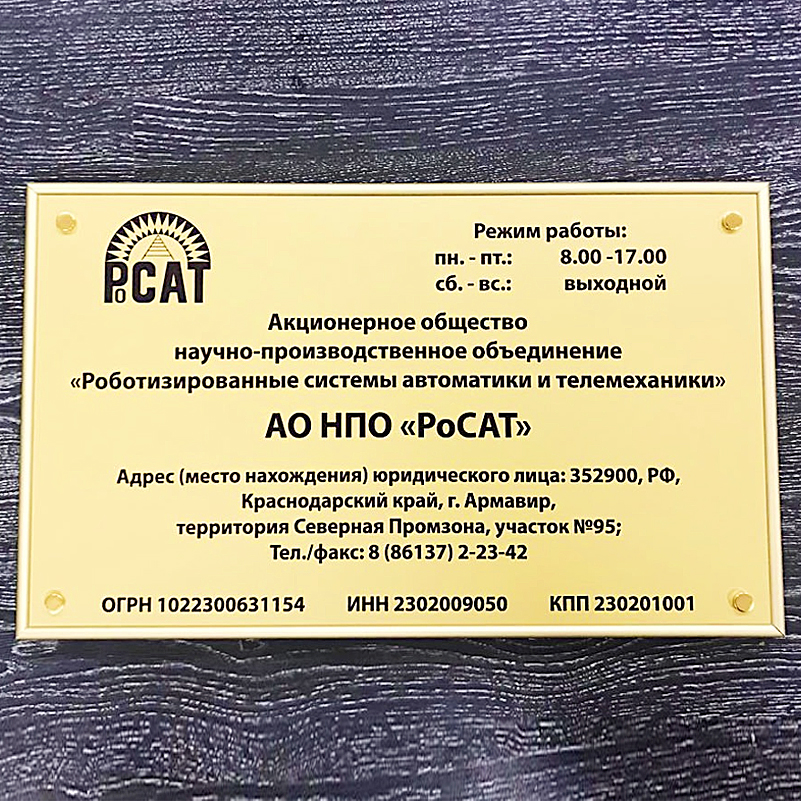 РоСАТ
Режим работы:
пн. - пт.: 8.00 -17.00
сб. - вс.: выходной
Акционерное общество
научно-производственное объединение
«Роботизированные системы автоматики и телемеханики»
АО НПО «РоСАТ»
Адрес (место нахождения) юридического лица: 352900, РФ,
Краснодарский край, г. Армавир,
территория Северная Промзона, участок №95;
Тел./факс: 8 (86137) 2-23-42
ОГРН 1022300631154 ИНН 2302009050 КПП 230201001